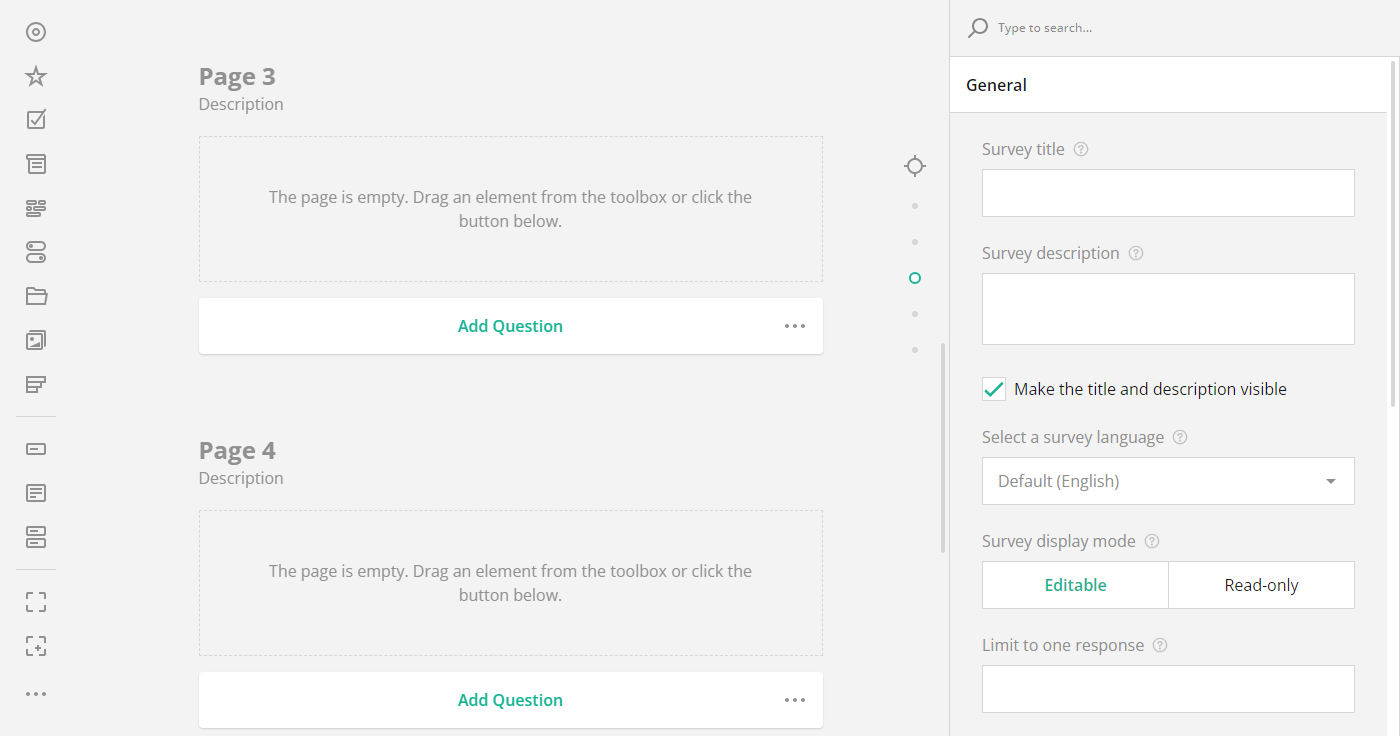 Page 3
Description
The page is empty. Drag an element from the toolbox or click the
button below.
Add Question
Page 4
Description
The page is empty. Drag an element from the toolbox or click the
button below.
Add Question
Type to search...
General
Survey title
Survey description
Make the title and description visible
Select a survey language
Default (English)
Survey display mode
Editable
Read-only
Limit to one response